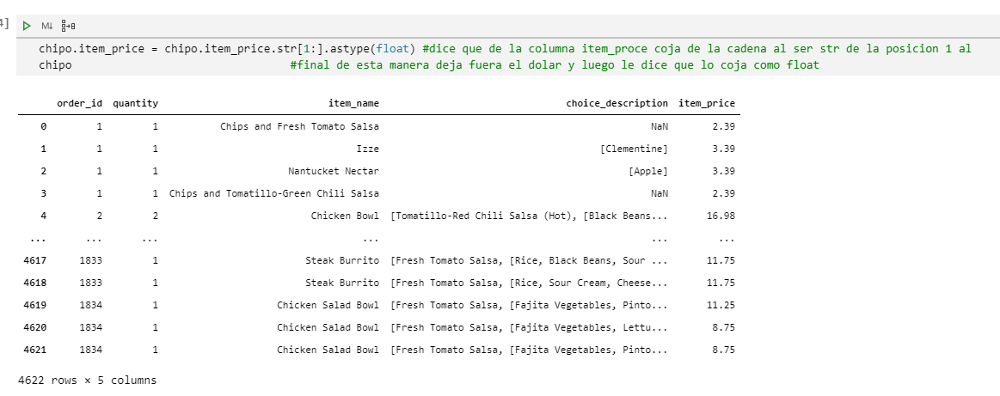 4]
M↓
chipo.item_price = chipo.item_price.str[1:].astype(float) #dice que de la columna item_proce coja de la cadena al ser str de la posicion 1 al
chipo #final de esta manera deja fuera el dolar y luego le dice que lo coja como float
order_id quantity item_name choice_description item_price
0 1 1 Chips and Fresh Tomato Salsa NaN 2.39
1 1 1 Izze [Clementine] 3.39
2 1 1 Nantucket Nectar [Apple] 3.39
3 1 1 Chips and Tomatillo-Green Chili Salsa NaN 2.39
4 2 2 Chicken Bowl [Tomatillo-Red Chili Salsa (Hot), [Black Beans... 16.98
... ... ... ... ... ...
4617 1833 1 Steak Burrito [Fresh Tomato Salsa, [Rice, Black Beans, Sour ... 11.75
4618 1833 1 Steak Burrito [Fresh Tomato Salsa, [Rice, Sour Cream, Cheese... 11.75
4619 1834 1 Chicken Salad Bowl [Fresh Tomato Salsa, [Fajita Vegetables, Pinto... 11.25
4620 1834 1 Chicken Salad Bowl [Fresh Tomato Salsa, [Fajita Vegetables, Lettu... 8.75
4621 1834 1 Chicken Salad Bowl [Fresh Tomato Salsa, [Fajita Vegetables, Pinto... 8.75
4622 rows × 5 columns